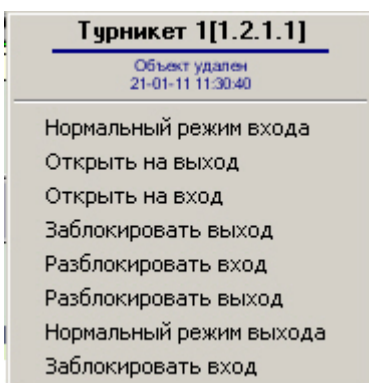 Турникет 1[1.2.1.1]
Объект удален
21-01-11 11:30:40
Нормальный режим входа
Открыть на выход
Открыть на вход
Заблокировать выход
Разблокировать вход
Разблокировать выход
Нормальный режим выхода
Заблокировать вход